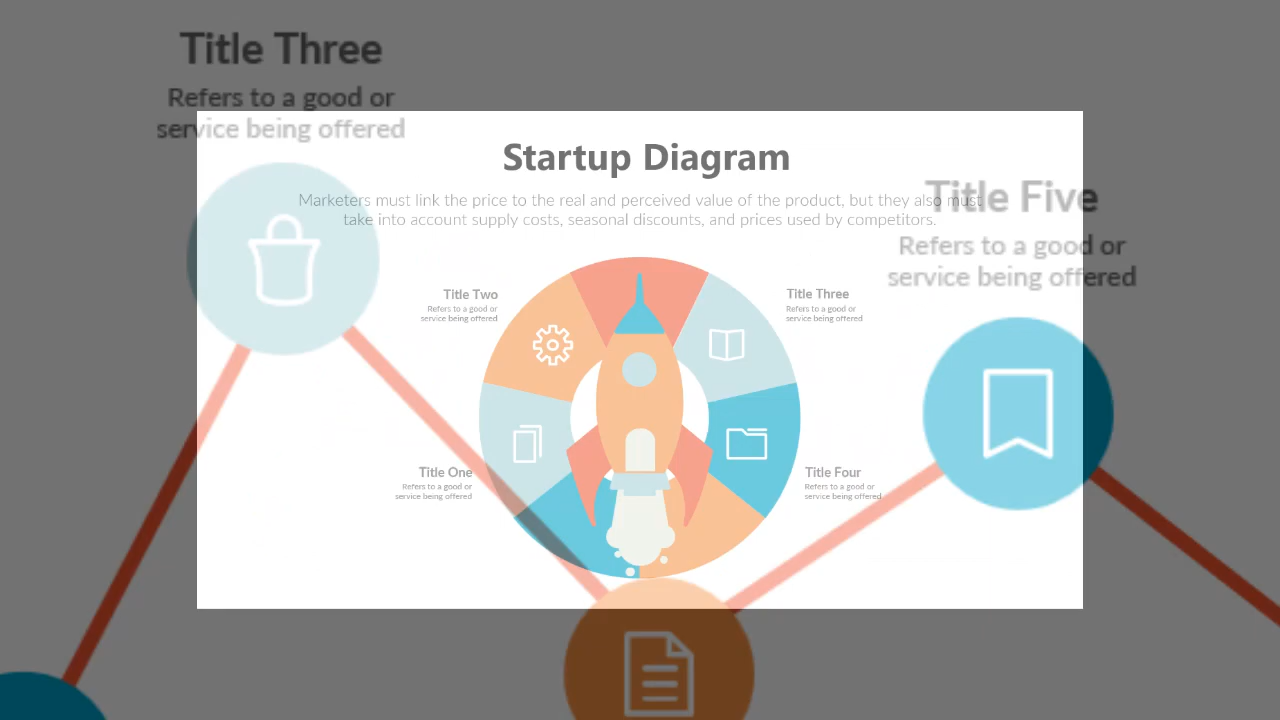 Title Three
Refers to a good or
service being offered
Startup Diagram
Marketers must link the price to the real and perceived value of the product, but they also must
take into account supply costs, seasonal discounts, and prices used by competitors.
Title Five
Refers to a good or
service being offered
Title Two
Refers to a good or
service being offered
Title Three
Refers to a good or
service being offered
Title One
Refers to a good or
service being offered
Title Four
Refers to a good or
service being offered